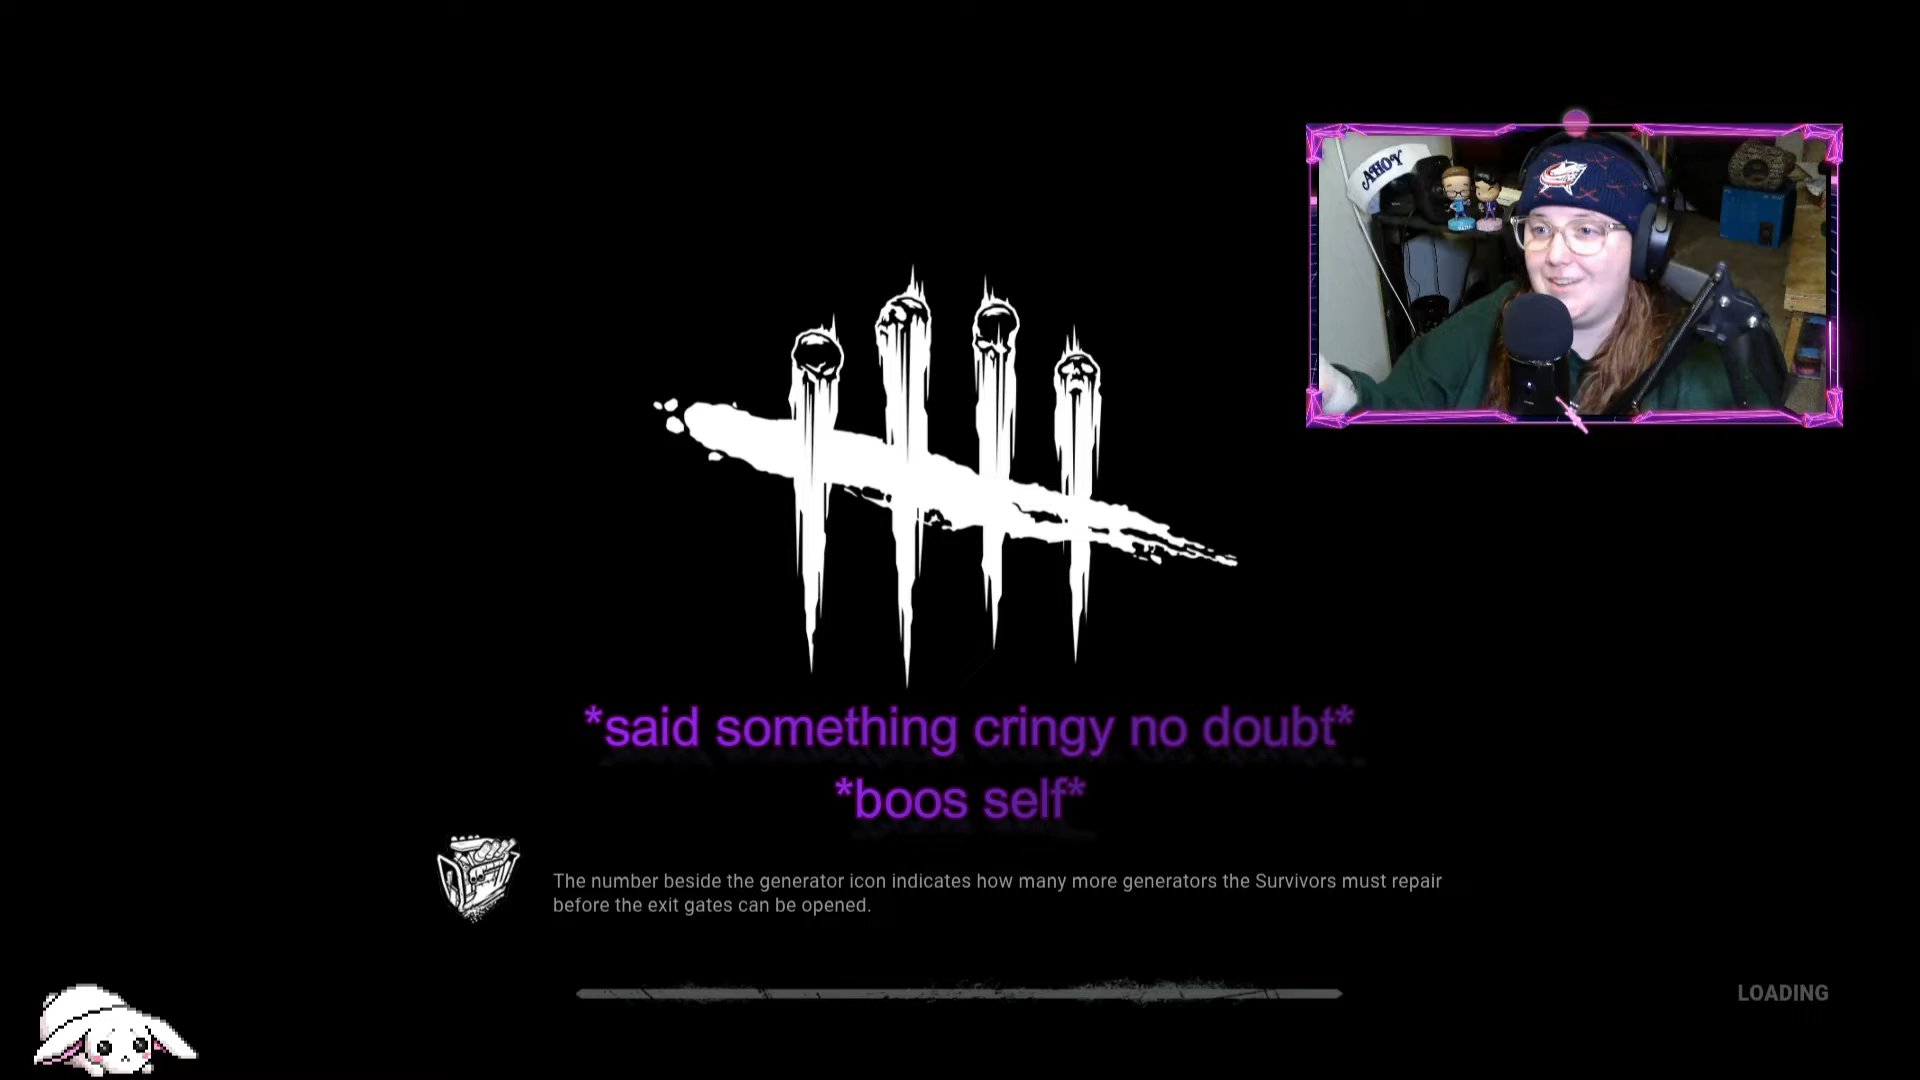 AHOY
*said something cringy no doubt*
*boos self*
The number beside the generator icon indicates how many more generators the Survivors must repair
before the exit gates can be opened.
LOADING